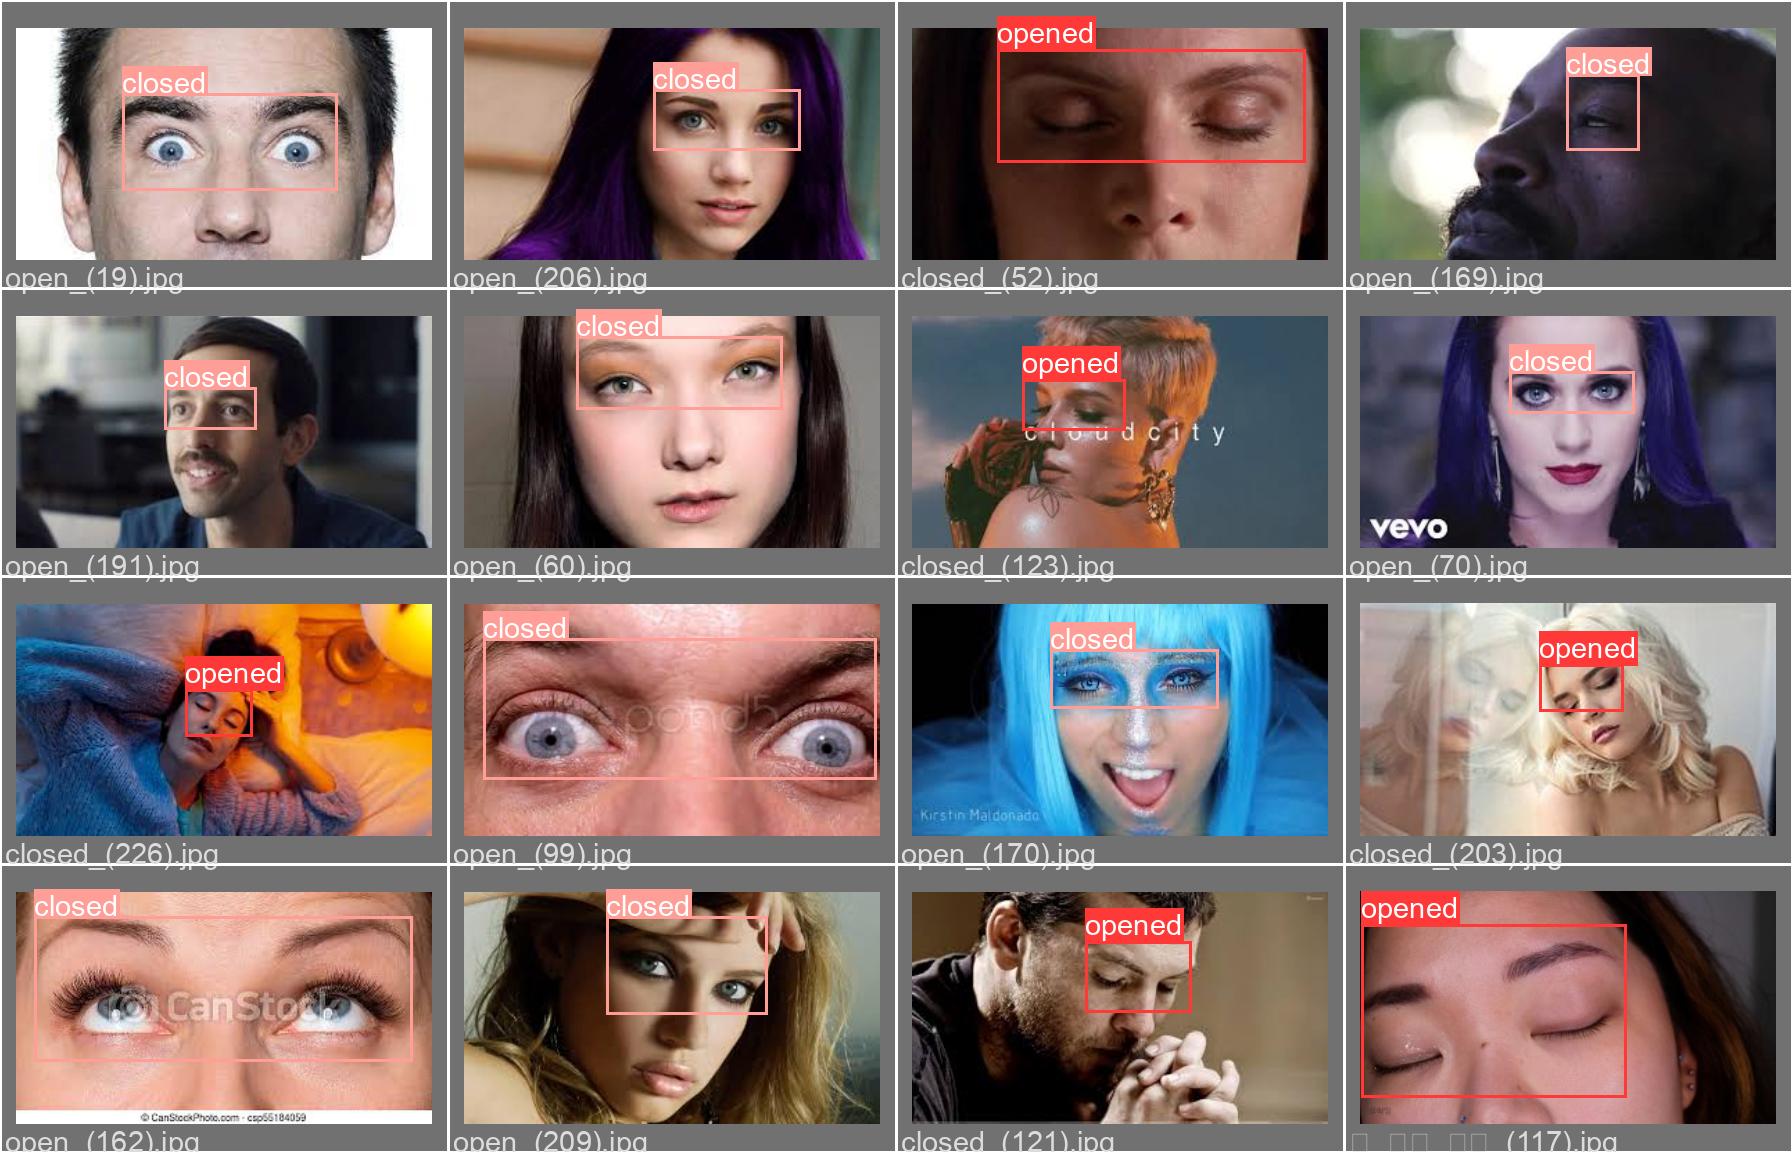 closed
closed
opened
closed
open_(19).jpg
open_(206).jpg
closed_(52).jpg
open_(169).jpg
closed
closed
opened
closed
cloudcity
vevo
open_(191).jpg
open_(60).jpg
closed_(123).jpg
open_(70).jpg
opened
closed
closed
opened
pond5
Kirstin Maldonado
closed_(226).jpg
open_(99).jpg
open_(170).jpg
closed_(203).jpg
closed
closed
opened
opened
CanStock
© CanStockPhoto.com - csp55184059
open_(162).jpg
open_(209).jpg
closed_(121).jpg
(117).jpg